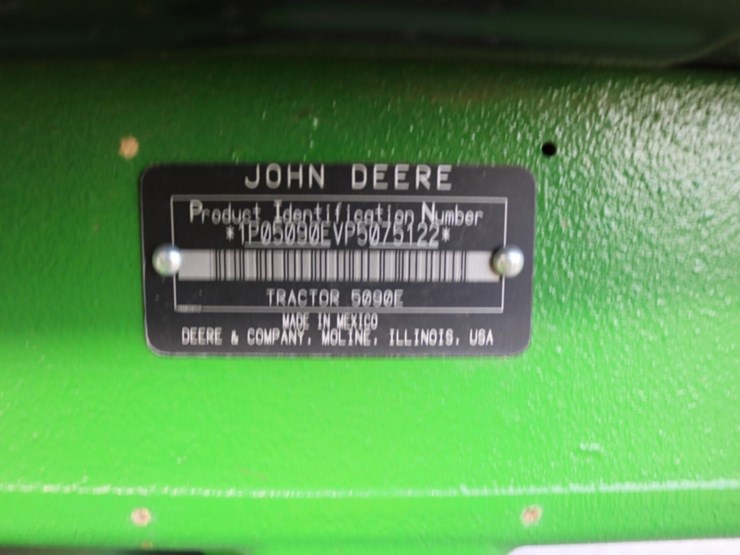 JOHN DEERE
Product Identification Number
*1P05090EVP5075122*
TRACTOR 5090E
MADE IN MEXICO
DEERE & COMPANY, MOLINE, ILLINOIS, USA